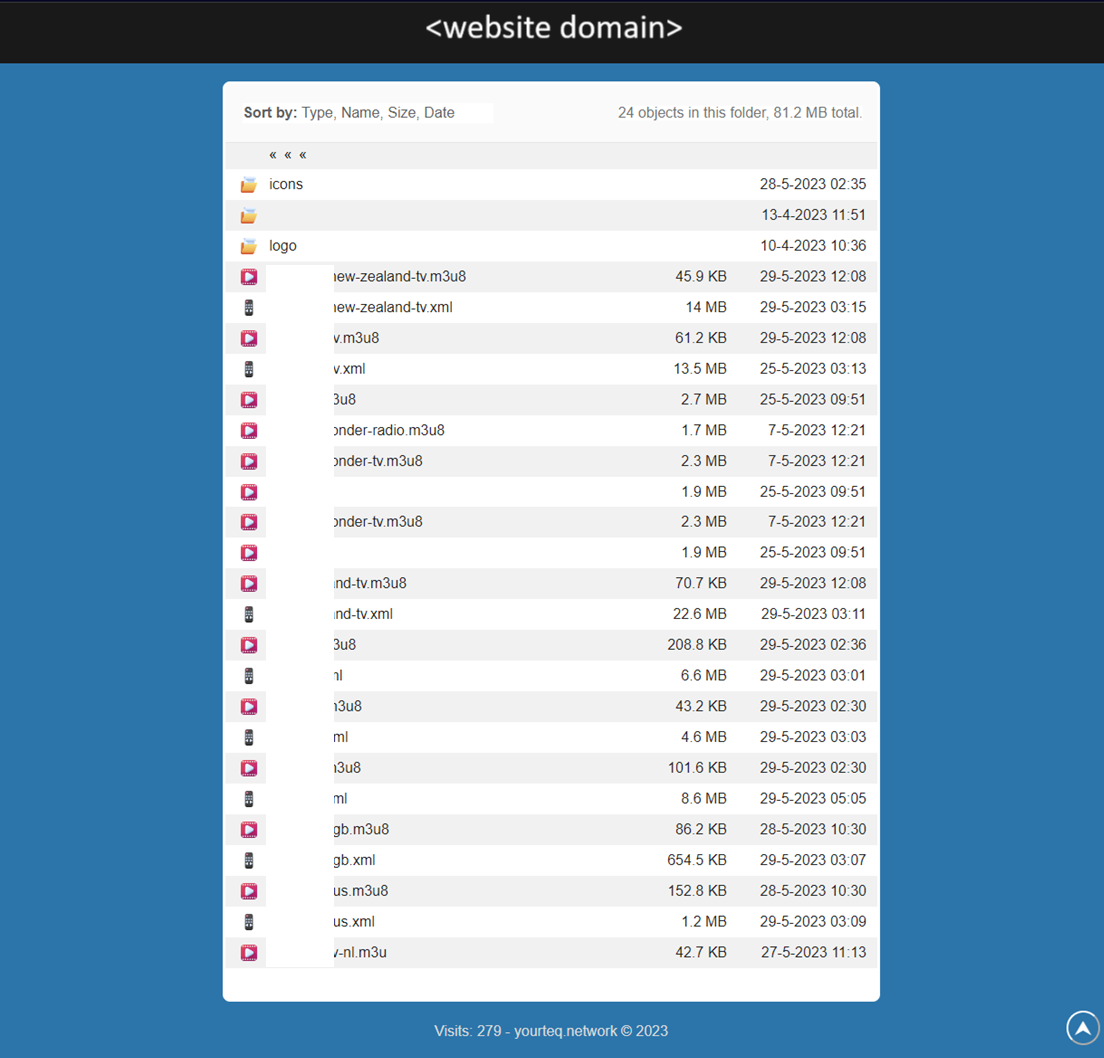 <website domain>
Sort by: Type, Name, Size, Date 24 objects in this folder, 81.2 MB total.
« « «
icons 28-5-2023 02:35
13-4-2023 11:51
logo 10-4-2023 10:36
new-zealand-tv.m3u8 45.9 KB 29-5-2023 12:08
new-zealand-tv.xml 14 MB 29-5-2023 03:15
v.m3u8 61.2 KB 29-5-2023 12:08
v.xml 13.5 MB 25-5-2023 03:13
3u8 2.7 MB 25-5-2023 09:51
onder-radio.m3u8 1.7 MB 7-5-2023 12:21
onder-tv.m3u8 2.3 MB 7-5-2023 12:21
1.9 MB 25-5-2023 09:51
onder-tv.m3u8 2.3 MB 7-5-2023 12:21
1.9 MB 25-5-2023 09:51
nd-tv.m3u8 70.7 KB 29-5-2023 12:08
nd-tv.xml 22.6 MB 29-5-2023 03:11
3u8 208.8 KB 29-5-2023 02:36
nl 6.6 MB 29-5-2023 03:01
n3u8 43.2 KB 29-5-2023 02:30
ml 4.6 MB 29-5-2023 03:03
n3u8 101.6 KB 29-5-2023 02:30
ml 8.6 MB 29-5-2023 05:05
gb.m3u8 86.2 KB 28-5-2023 10:30
gb.xml 654.5 KB 29-5-2023 03:07
us.m3u8 152.8 KB 28-5-2023 10:30
us.xml 1.2 MB 29-5-2023 03:09
v-nl.m3u 42.7 KB 27-5-2023 11:13
Visits: 279 - yourteq.network © 2023